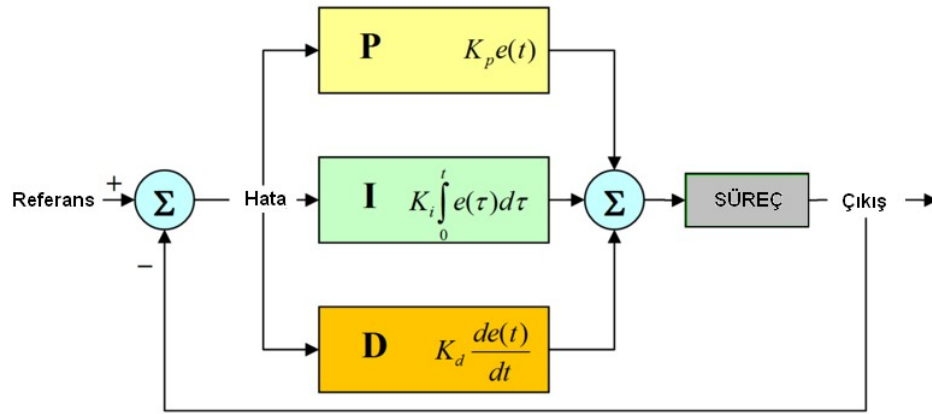 P K_p e(t)
Referans + Σ Hata I K_i ∫_0^t e(τ)dτ Σ SÜREÇ Çıkış
−
D K_d de(t)/dt